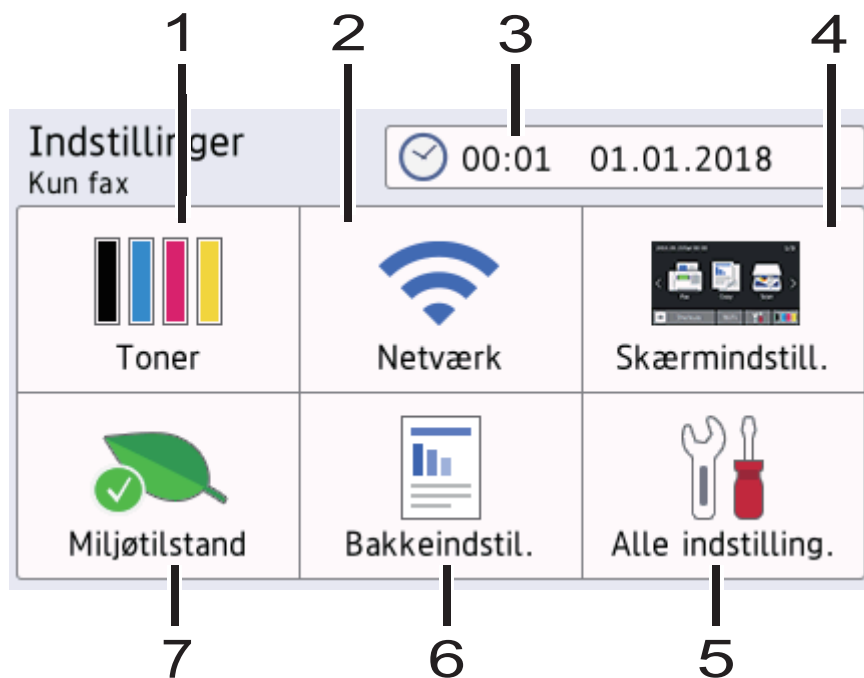 1 2 3 4
Indstillinger
Kun fax
00:01 01.01.2018
Toner Netværk Skærmindstill.
Miljøtilstand Bakkeindstil. Alle indstilling.
7 6 5